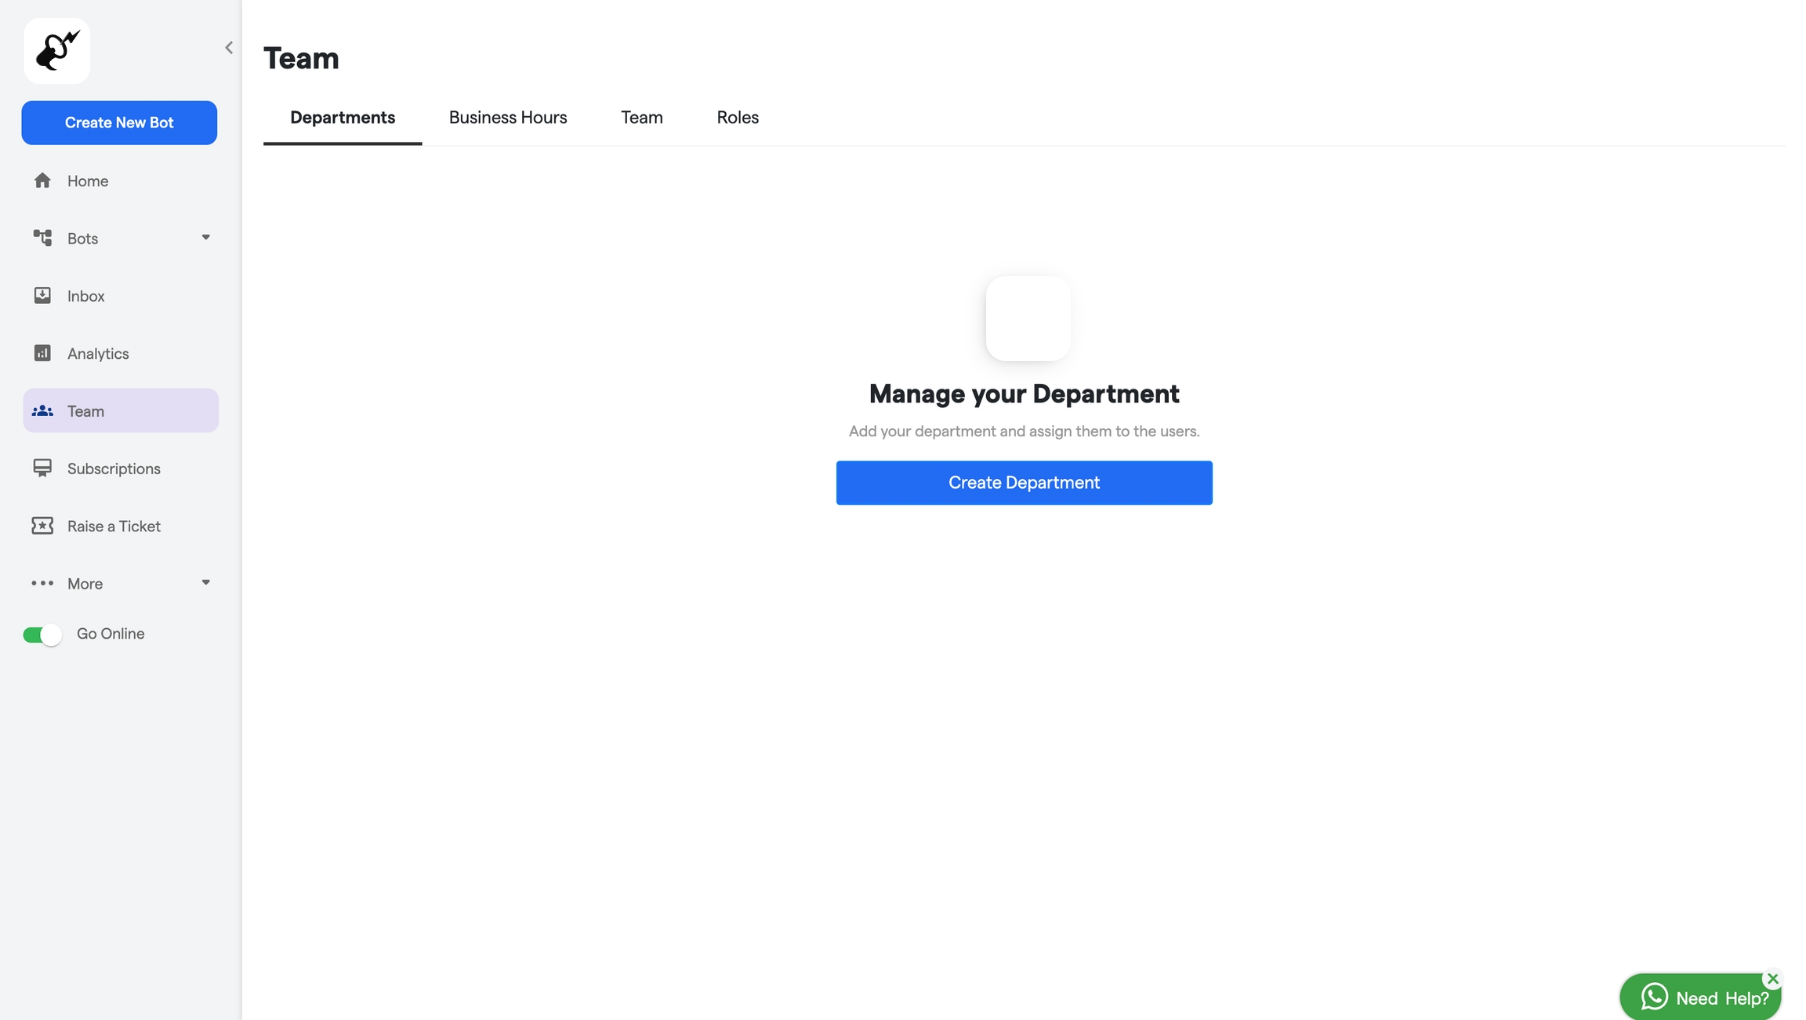 Team
Create New Bot
Departments
Business Hours
Team
Roles
Home
Bots
Inbox
Analytics
Team
Subscriptions
Raise a Ticket
More
Go Online
Manage your Department
Add your department and assign them to the users.
Create Department
Need Help?